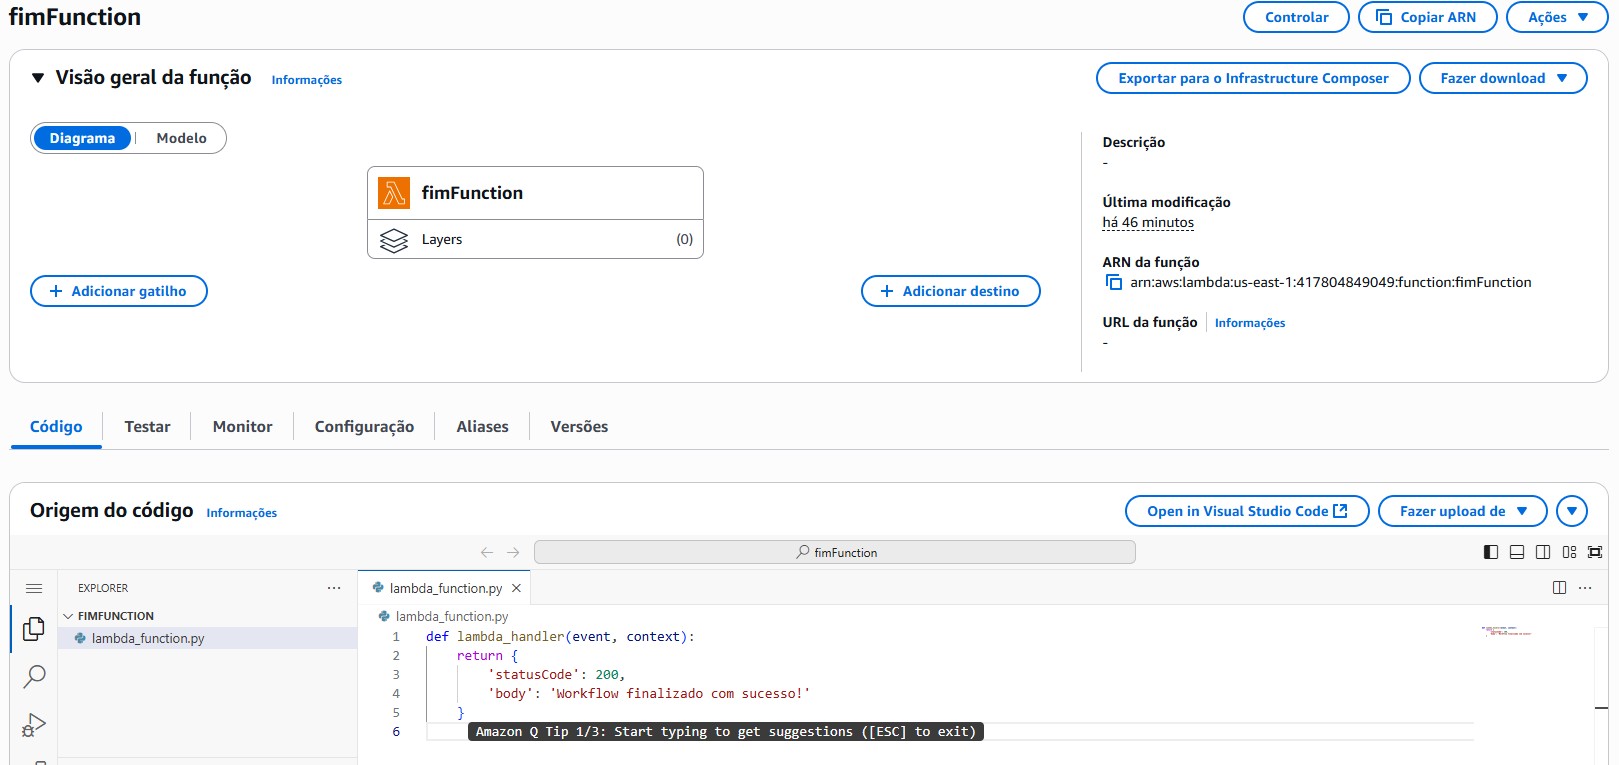 fimFunction
Controlar
Copiar ARN
Ações
Visão geral da função
Informações
Exportar para o Infrastructure Composer
Fazer download
Diagrama
Modelo
fimFunction
Layers
(0)
Adicionar gatilho
Adicionar destino
Descrição
-
Última modificação
há 46 minutos
ARN da função
arn:aws:lambda:us-east-1:417804849049:function:fimFunction
URL da função
Informações
-
Código
Testar
Monitor
Configuração
Aliases
Versões
Origem do código
Informações
Open in Visual Studio Code
Fazer upload de
fimFunction
EXPLORER
FIMFUNCTION
lambda_function.py
lambda_function.py
lambda_function.py
1 def lambda_handler(event, context):
2     return {
3         'statusCode': 200,
4         'body': 'Workflow finalizado com sucesso!'
5     }
6     Amazon Q Tip 1/3: Start typing to get suggestions ([ESC] to exit)